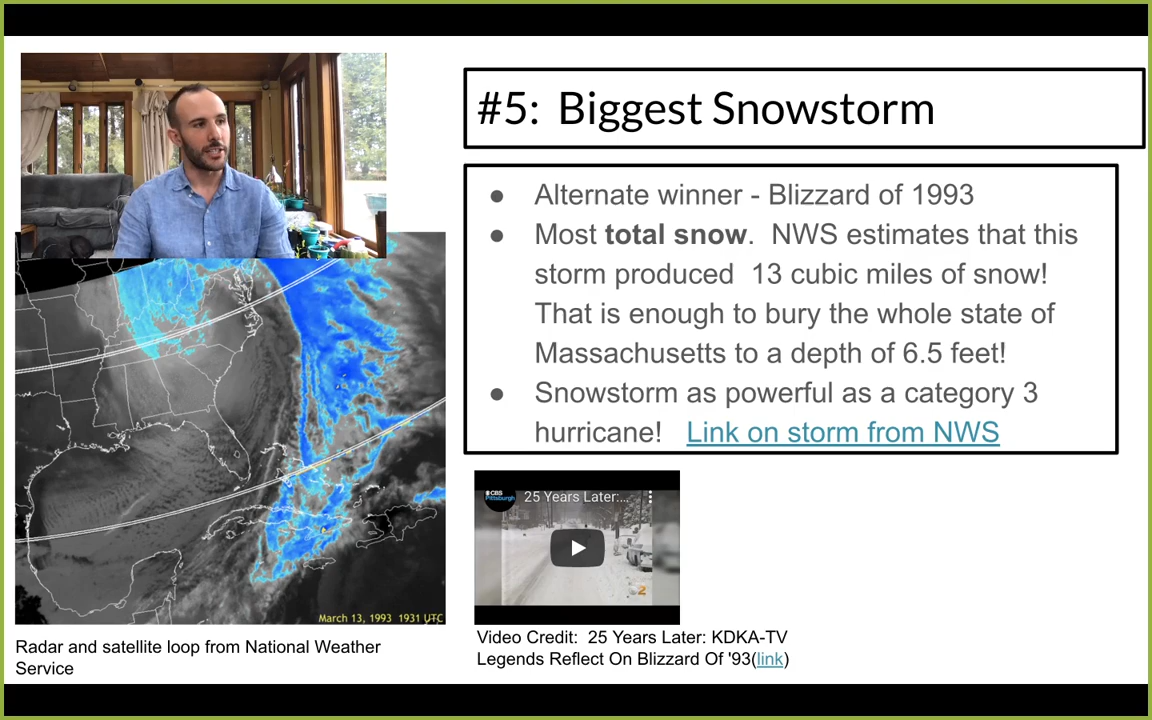 #5: Biggest Snowstorm
● Alternate winner - Blizzard of 1993
● Most total snow. NWS estimates that this
storm produced 13 cubic miles of snow!
That is enough to bury the whole state of
Massachusetts to a depth of 6.5 feet!
● Snowstorm as powerful as a category 3
hurricane! Link on storm from NWS
March 13, 1993 1931 UTC
Radar and satellite loop from National Weather
Service
CBS Pittsburgh
25 Years Later:...
2
Video Credit: 25 Years Later: KDKA-TV
Legends Reflect On Blizzard Of '93(link)